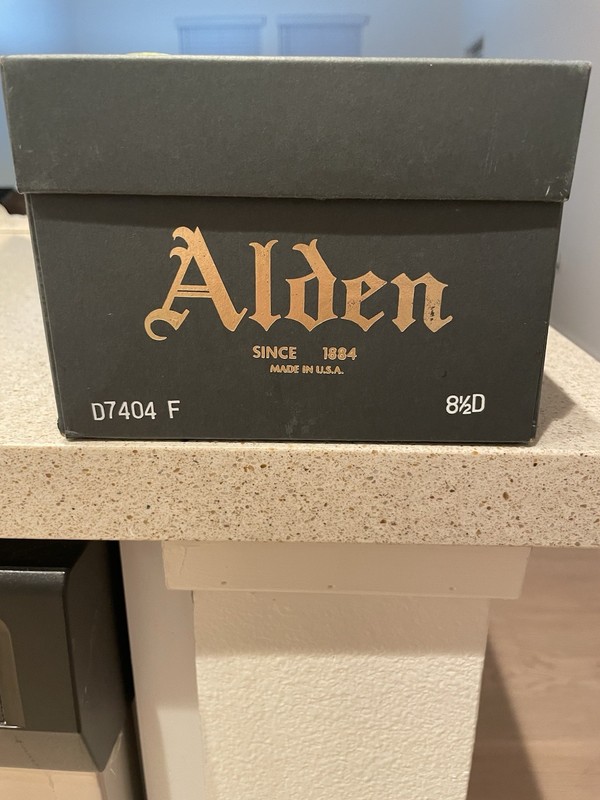 Alden
SINCE 1884
MADE IN U.S.A.
D7404 F 8½D